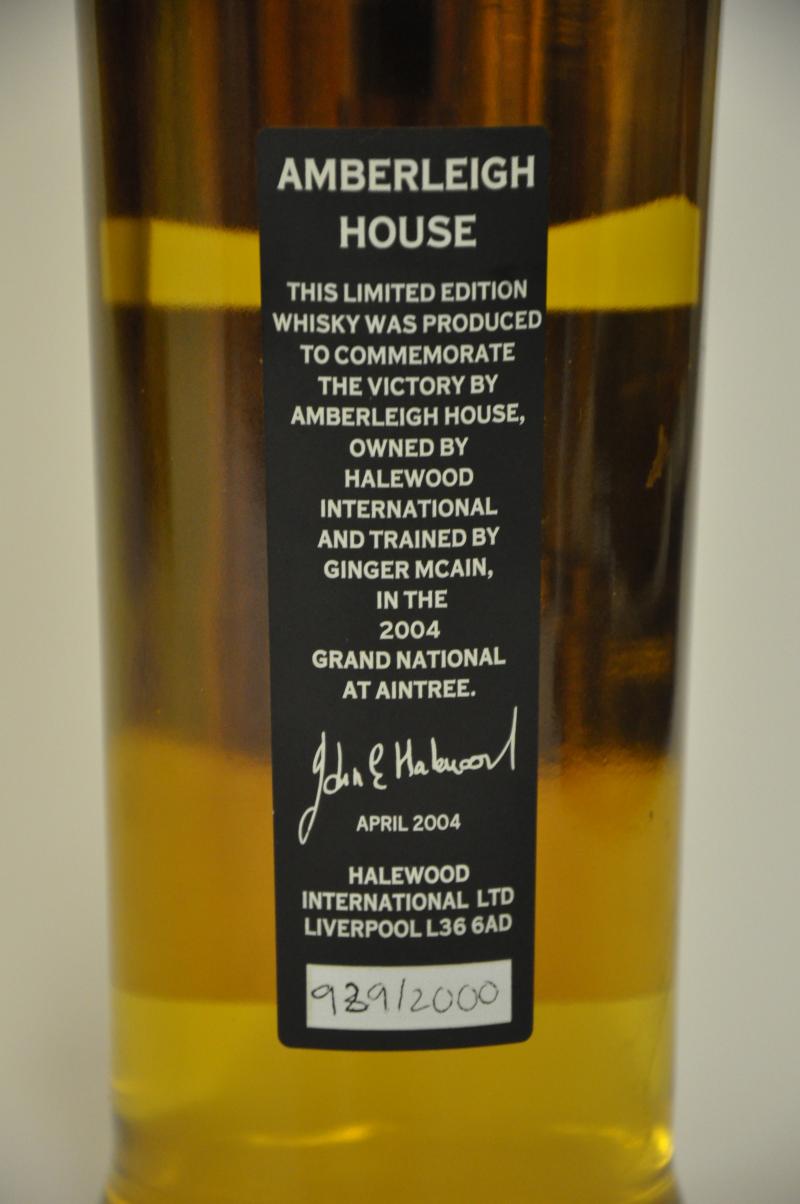 AMBERLEIGH
HOUSE
THIS LIMITED EDITION
WHISKY WAS PRODUCED
TO COMMEMORATE
THE VICTORY BY
AMBERLEIGH HOUSE,
OWNED BY
HALEWOOD
INTERNATIONAL
AND TRAINED BY
GINGER MCAIN,
IN THE
2004
GRAND NATIONAL
AT AINTREE.
John E Halewood
APRIL 2004
HALEWOOD
INTERNATIONAL LTD
LIVERPOOL L36 6AD